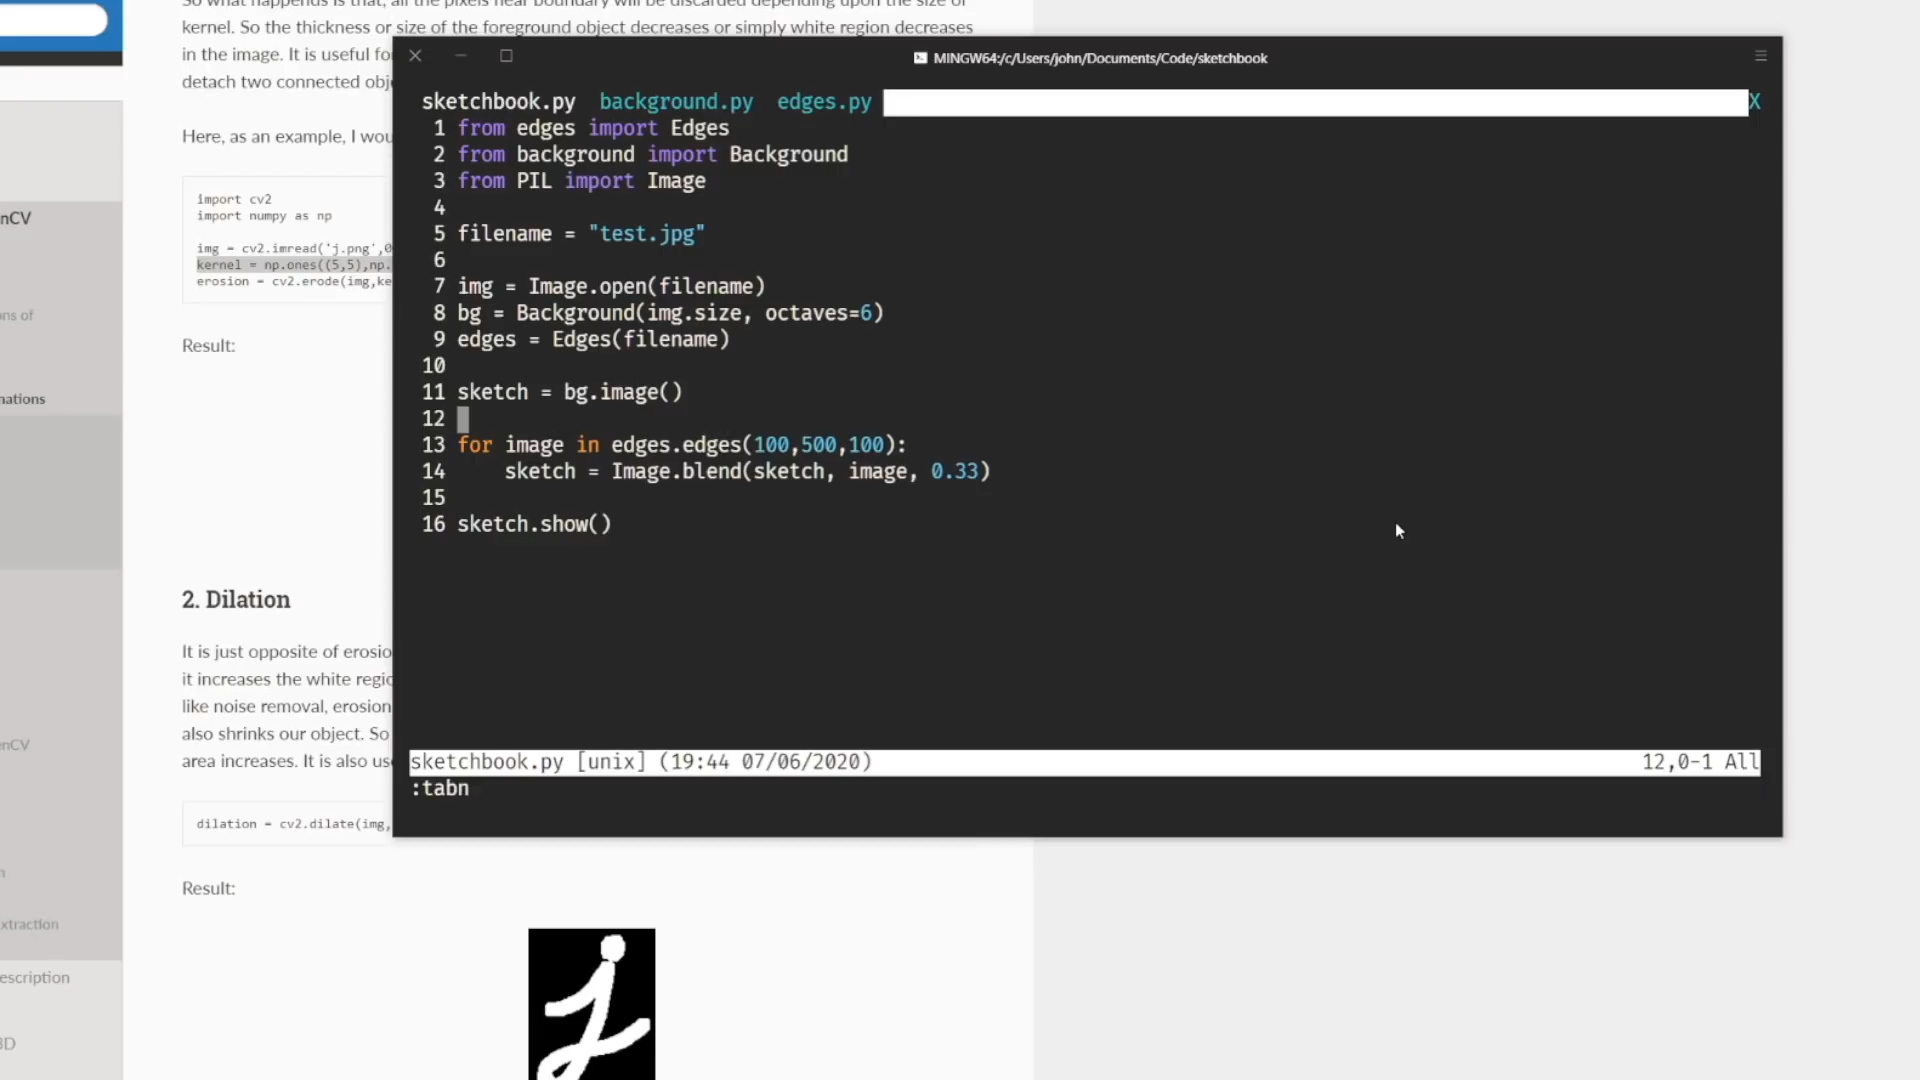 So what happends is that, all the pixels near boundary will be discarded depending upon the size of
kernel. So the thickness or size of the foreground object decreases or simply white region decreases
in the image. It is useful fo
detach two connected obj
Here, as an example, I wou
import cv2
import numpy as np
img = cv2.imread('j.png',0
kernel = np.ones((5,5),np.
erosion = cv2.erode(img,ke
Result:
2. Dilation
It is just opposite of erosio
it increases the white regio
like noise removal, erosion
also shrinks our object. So
area increases. It is also us
dilation = cv2.dilate(img,
Result:
nCV
ons of
nations
enCV
n
xtraction
escription
3D
MINGW64:/c/Users/john/Documents/Code/sketchbook
sketchbook.py background.py edges.py X
1 from edges import Edges
2 from background import Background
3 from PIL import Image
4
5 filename = "test.jpg"
6
7 img = Image.open(filename)
8 bg = Background(img.size, octaves=6)
9 edges = Edges(filename)
10
11 sketch = bg.image()
12
13 for image in edges.edges(100,500,100):
14 sketch = Image.blend(sketch, image, 0.33)
15
16 sketch.show()
sketchbook.py [unix] (19:44 07/06/2020) 12,0-1 All
:tabn